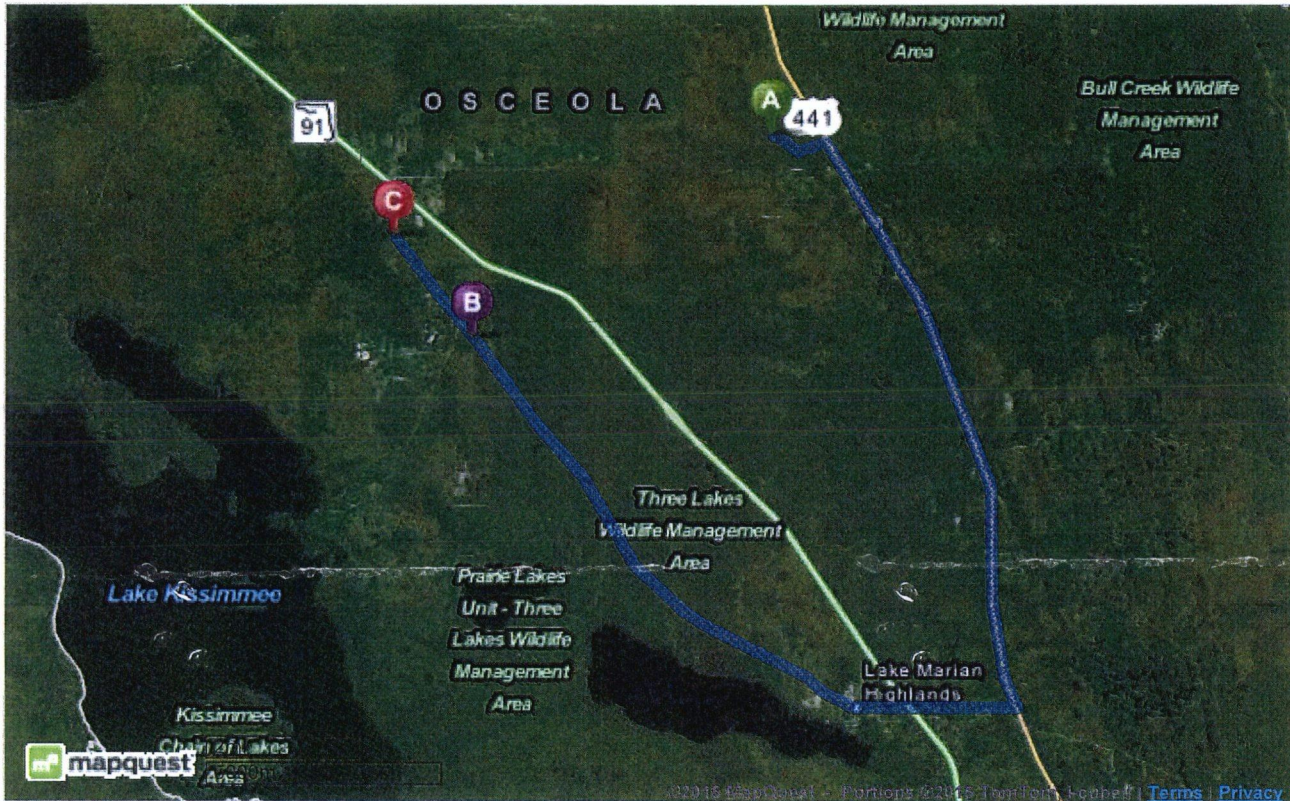 Wildlife Management
Area
Bull Creek Wildlife
Management
Area
OSCEOLA
A
441
91
C
B
Three Lakes
Wildlife Management
Area
Prairie Lakes
Unit - Three
Lakes Wildlife
Management
Area
Lake Kissimmee
Lake Marian
Highlands
Kissimmee
Chain of Lakes
Area
mapquest
Terms | Privacy